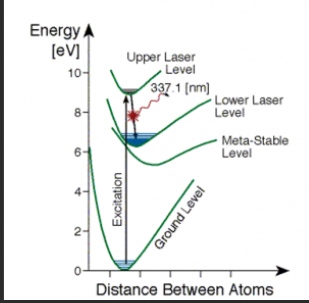 Energy
[eV]
Upper Laser
Level
10
337.1 [nm]
Lower Laser
Level
8
Meta-Stable
Level
6
4
Excitation
Ground Level
2
0
Distance Between Atoms